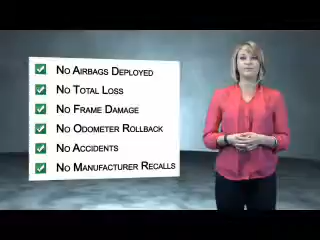 No Airbags Deployed
No Total Loss
No Frame Damage
No Odometer Rollback
No Accidents
No Manufacturer Recalls